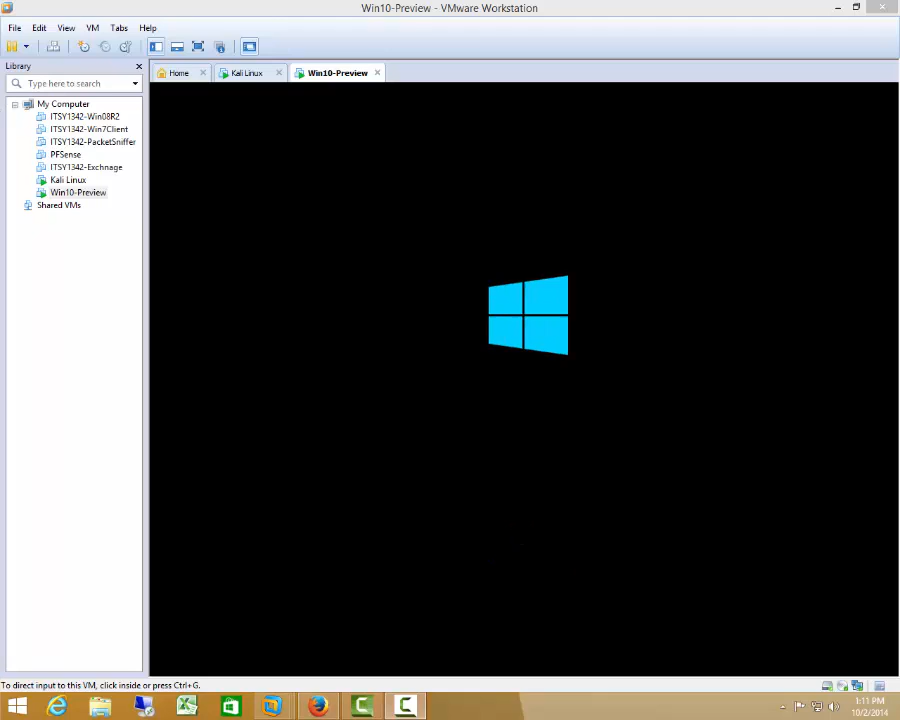 Win10-Preview - VMware Workstation
File Edit View VM Tabs Help
Library
Type here to search
Home
Kali Linux
Win10-Preview
My Computer
ITSY1342-Win08R2
ITSY1342-Win7Client
ITSY1342-PacketSniffer
PFSense
ITSY1342-Exchnage
Kali Linux
Win10-Preview
Shared VMs
To direct input to this VM, click inside or press Ctrl+G.
1:11 PM
10/2/2014